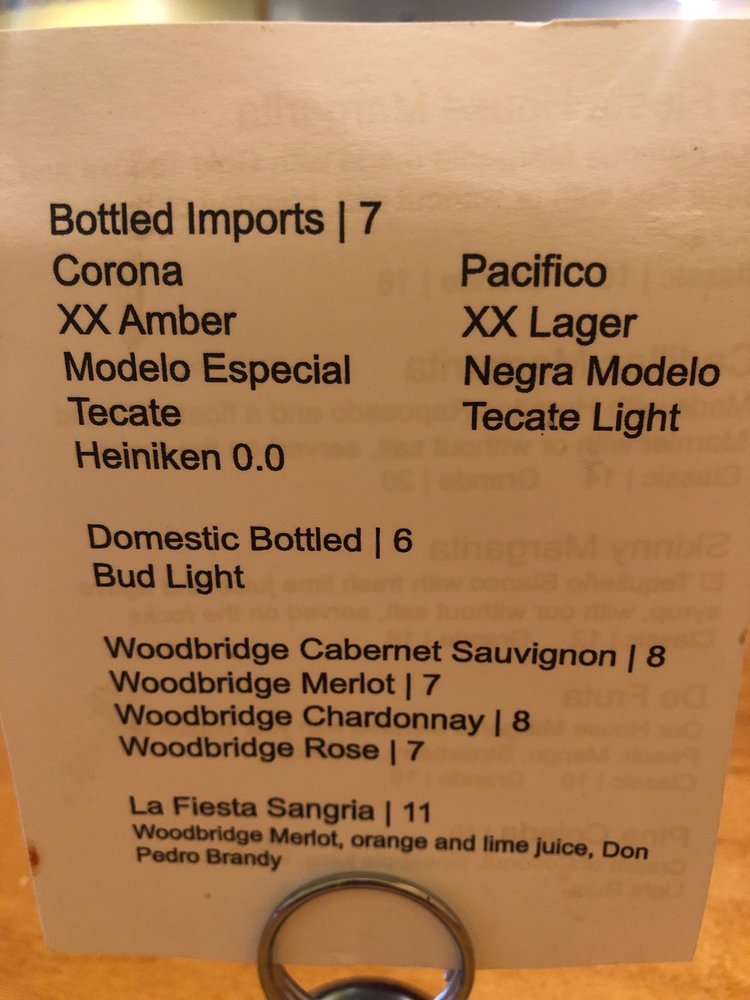 Bottled Imports | 7
Corona Pacifico
XX Amber XX Lager
Modelo Especial Negra Modelo
Tecate Tecate Light
Heiniken 0.0
Domestic Bottled | 6
Bud Light
Woodbridge Cabernet Sauvignon | 8
Woodbridge Merlot | 7
Woodbridge Chardonnay | 8
Woodbridge Rose | 7
La Fiesta Sangria | 11
Woodbridge Merlot, orange and lime juice, Don
Pedro Brandy